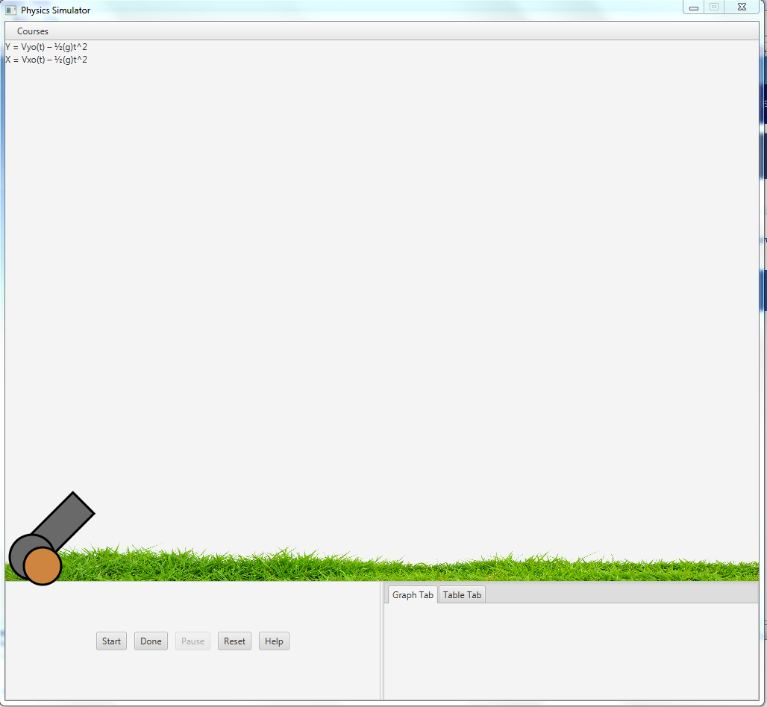 Physics Simulator
Courses
Y = Vyo(t) – ½(g)t^2
X = Vxo(t) – ½(g)t^2
Graph Tab Table Tab
Start Done Pause Reset Help